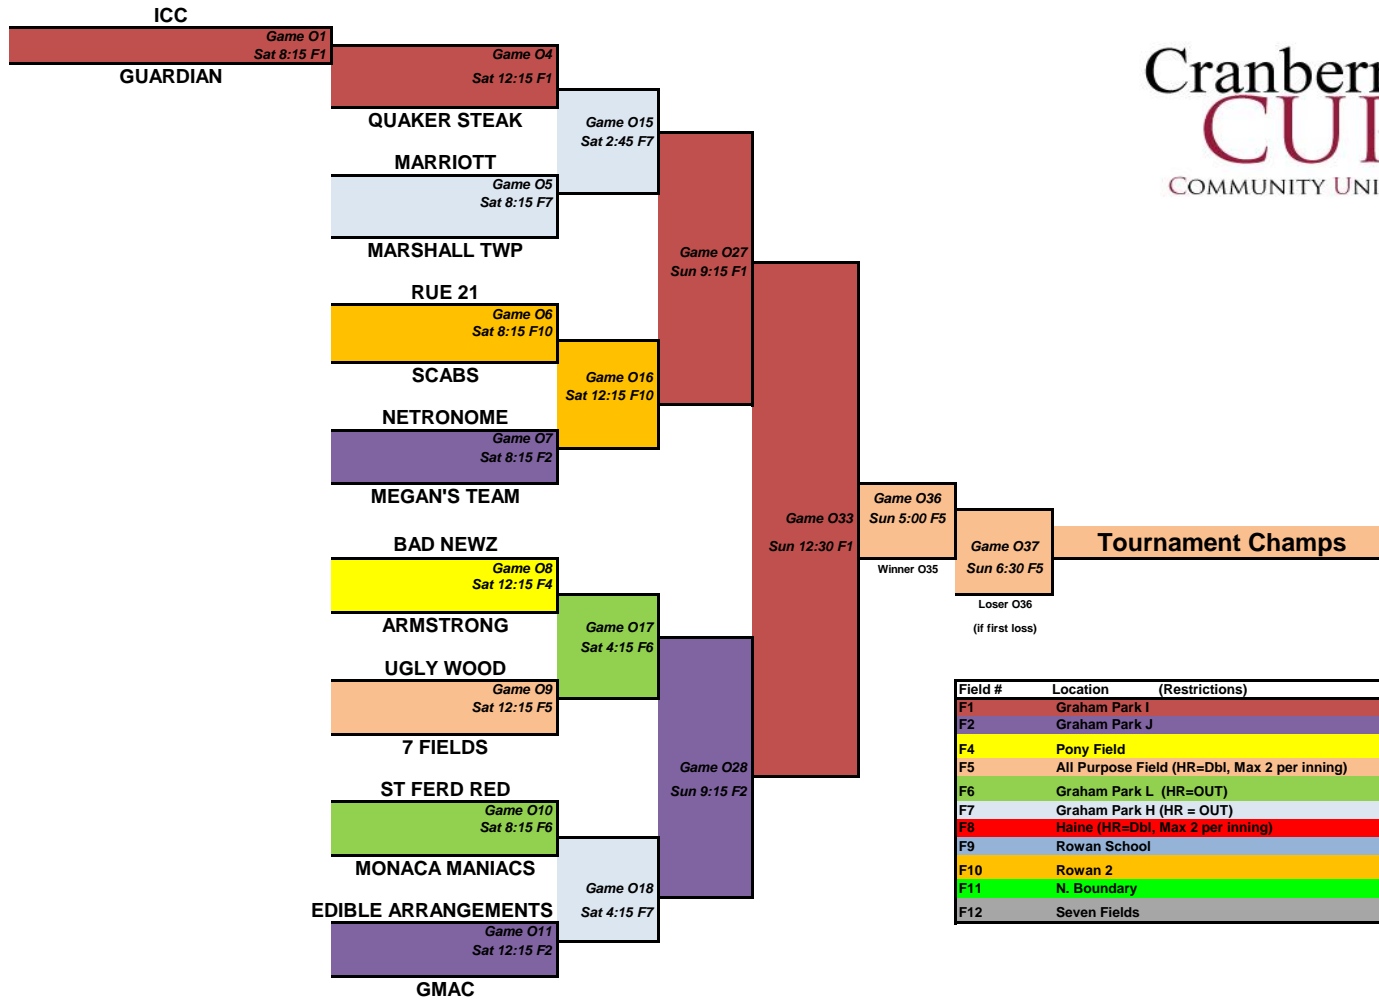 ICC
Game O1
Sat 8:15 F1
GUARDIAN
Game O4
Sat 12:15 F1
QUAKER STEAK
Game O15
Sat 2:45 F7
MARRIOTT
Game O5
Sat 8:15 F7
MARSHALL TWP
Game O27
Sun 9:15 F1
RUE 21
Game O6
Sat 8:15 F10
SCABS
Game O16
Sat 12:15 F10
NETRONOME
Game O7
Sat 8:15 F2
MEGAN'S TEAM
Game O33
Sun 12:30 F1
Game O36
Sun 5:00 F5
Winner O35
Game O37
Sun 6:30 F5
Loser O36
(if first loss)
Tournament Champs
BAD NEWZ
Game O8
Sat 12:15 F4
ARMSTRONG
Game O17
Sat 4:15 F6
UGLY WOOD
Game O9
Sat 12:15 F5
7 FIELDS
Game O28
Sun 9:15 F2
ST FERD RED
Game O10
Sat 8:15 F6
MONACA MANIACS
Game O18
Sat 4:15 F7
EDIBLE ARRANGEMENTS
Game O11
Sat 12:15 F2
GMAC
Cranberr
CUP
COMMUNITY UNI
Field # Location (Restrictions)
F1 Graham Park I
F2 Graham Park J
F4 Pony Field
F5 All Purpose Field (HR=Dbl, Max 2 per inning)
F6 Graham Park L (HR=OUT)
F7 Graham Park H (HR = OUT)
F8 Haine (HR=Dbl, Max 2 per inning)
F9 Rowan School
F10 Rowan 2
F11 N. Boundary
F12 Seven Fields